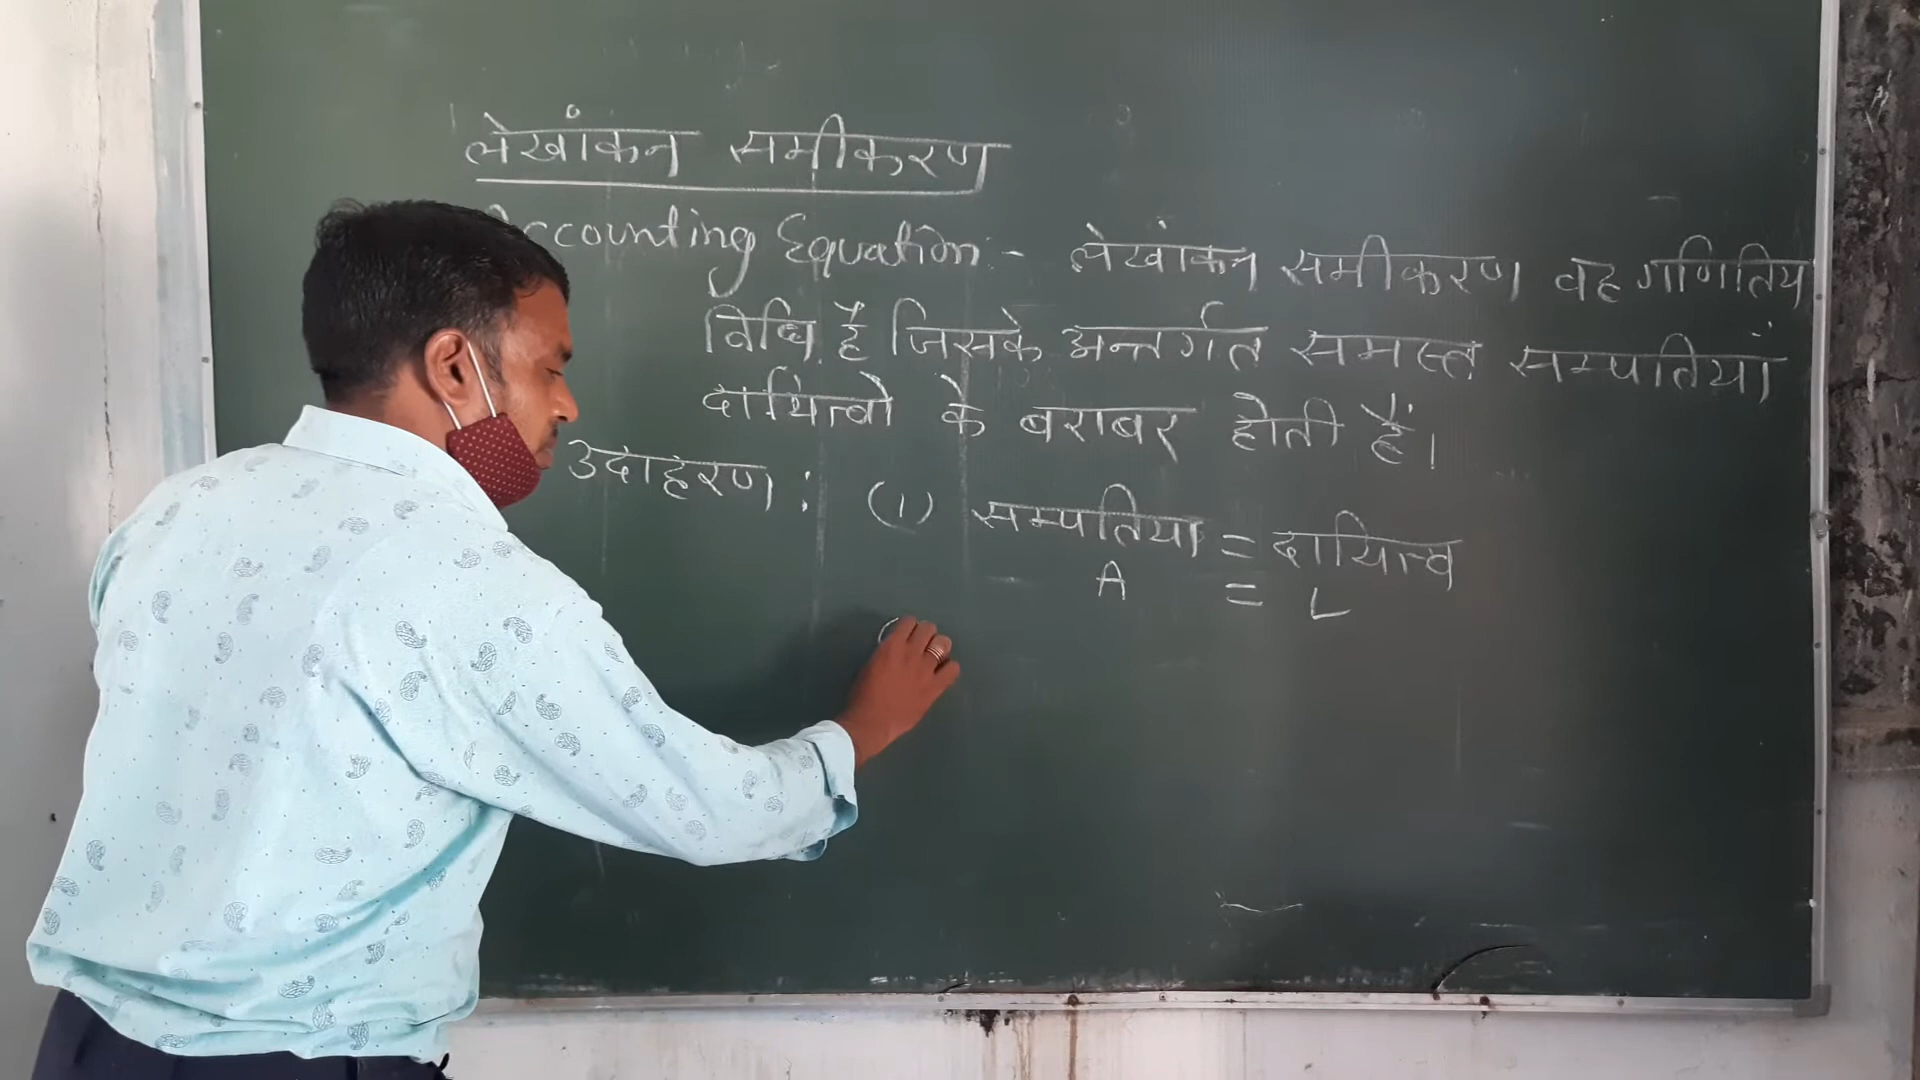 लेखांकन समीकरण
Accounting Equation:- लेखांकन समीकरण वह गणितिय
विधि है जिसके अन्तर्गत समस्त सम्पतियां
दायित्वो के बराबर होती हैं।
उदाहरण : (1) सम्पतिया = दायित्व
A = L